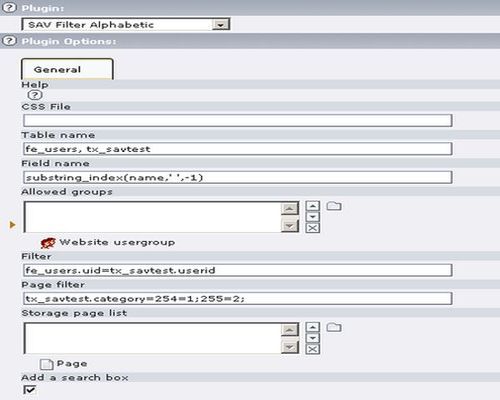 Plugin:
SAV Filter Alphabetic
Plugin Options:
General
Help
CSS File
Table name
fe_users, tx_savtest
Field name
substring_index(name,' ',-1)
Allowed groups
Website usergroup
Filter
fe_users.uid=tx_savtest.userid
Page filter
tx_savtest.category=254=1;255=2;
Storage page list
Page
Add a search box